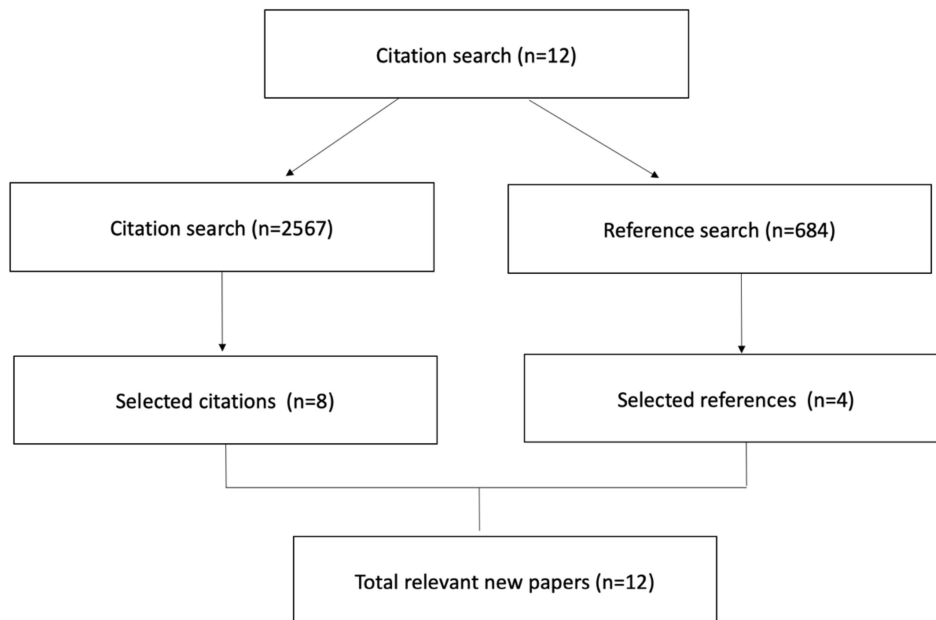 Citation search (n=12)
Citation search (n=2567)
Reference search (n=684)
Selected citations (n=8)
Selected references (n=4)
Total relevant new papers (n=12)